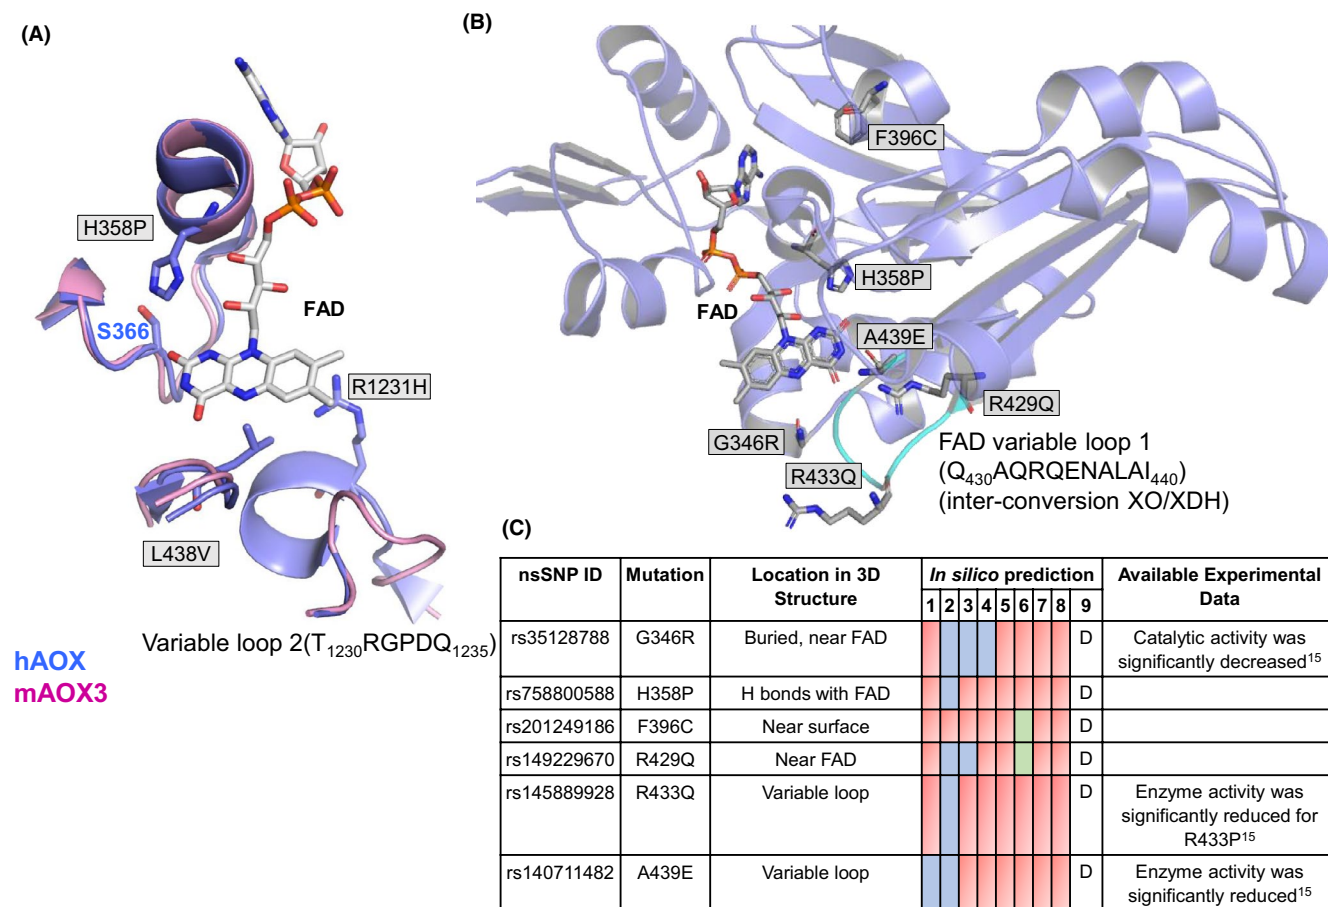 (A)
H358P
FAD
S366
R1231H
L438V
Variable loop 2(T₁₂₃₀RGPDQ₁₂₃₅)
hAOX
mAOX3
(B)
F396C
H358P
FAD
A439E
R429Q
G346R
R433Q
FAD variable loop 1
(Q₄₃₀AQRQENALAI₄₄₀)
(inter-conversion XO/XDH)
(C)
nsSNP ID Mutation Location in 3D Structure In silico prediction Available Experimental Data
1 2 3 4 5 6 7 8 9
rs35128788 G346R Buried, near FAD D Catalytic activity was
significantly decreased¹⁵
rs758800588 H358P H bonds with FAD D
rs201249186 F396C Near surface D
rs149229670 R429Q Near FAD D
rs145889928 R433Q Variable loop D Enzyme activity was
significantly reduced for
R433P¹⁵
rs140711482 A439E Variable loop D Enzyme activity was
significantly reduced¹⁵